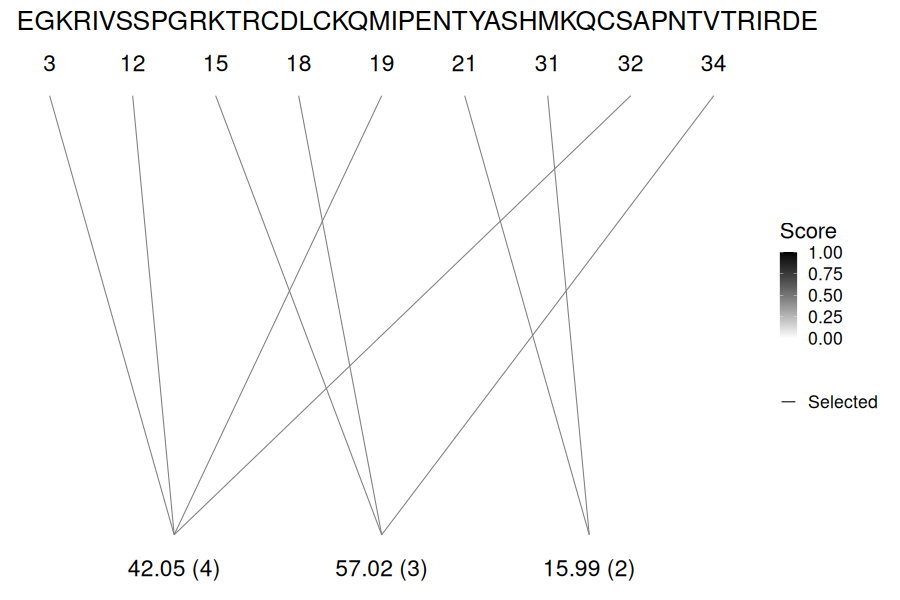 EGKRIVSSPGRKTRCDLCKQMIPENTYASHMKQCSAPNTVTRIRDE
3 12 15 18 19 21 31 32 34
Score
1.00
0.75
0.50
0.25
0.00
Selected
42.05 (4) 57.02 (3) 15.99 (2)